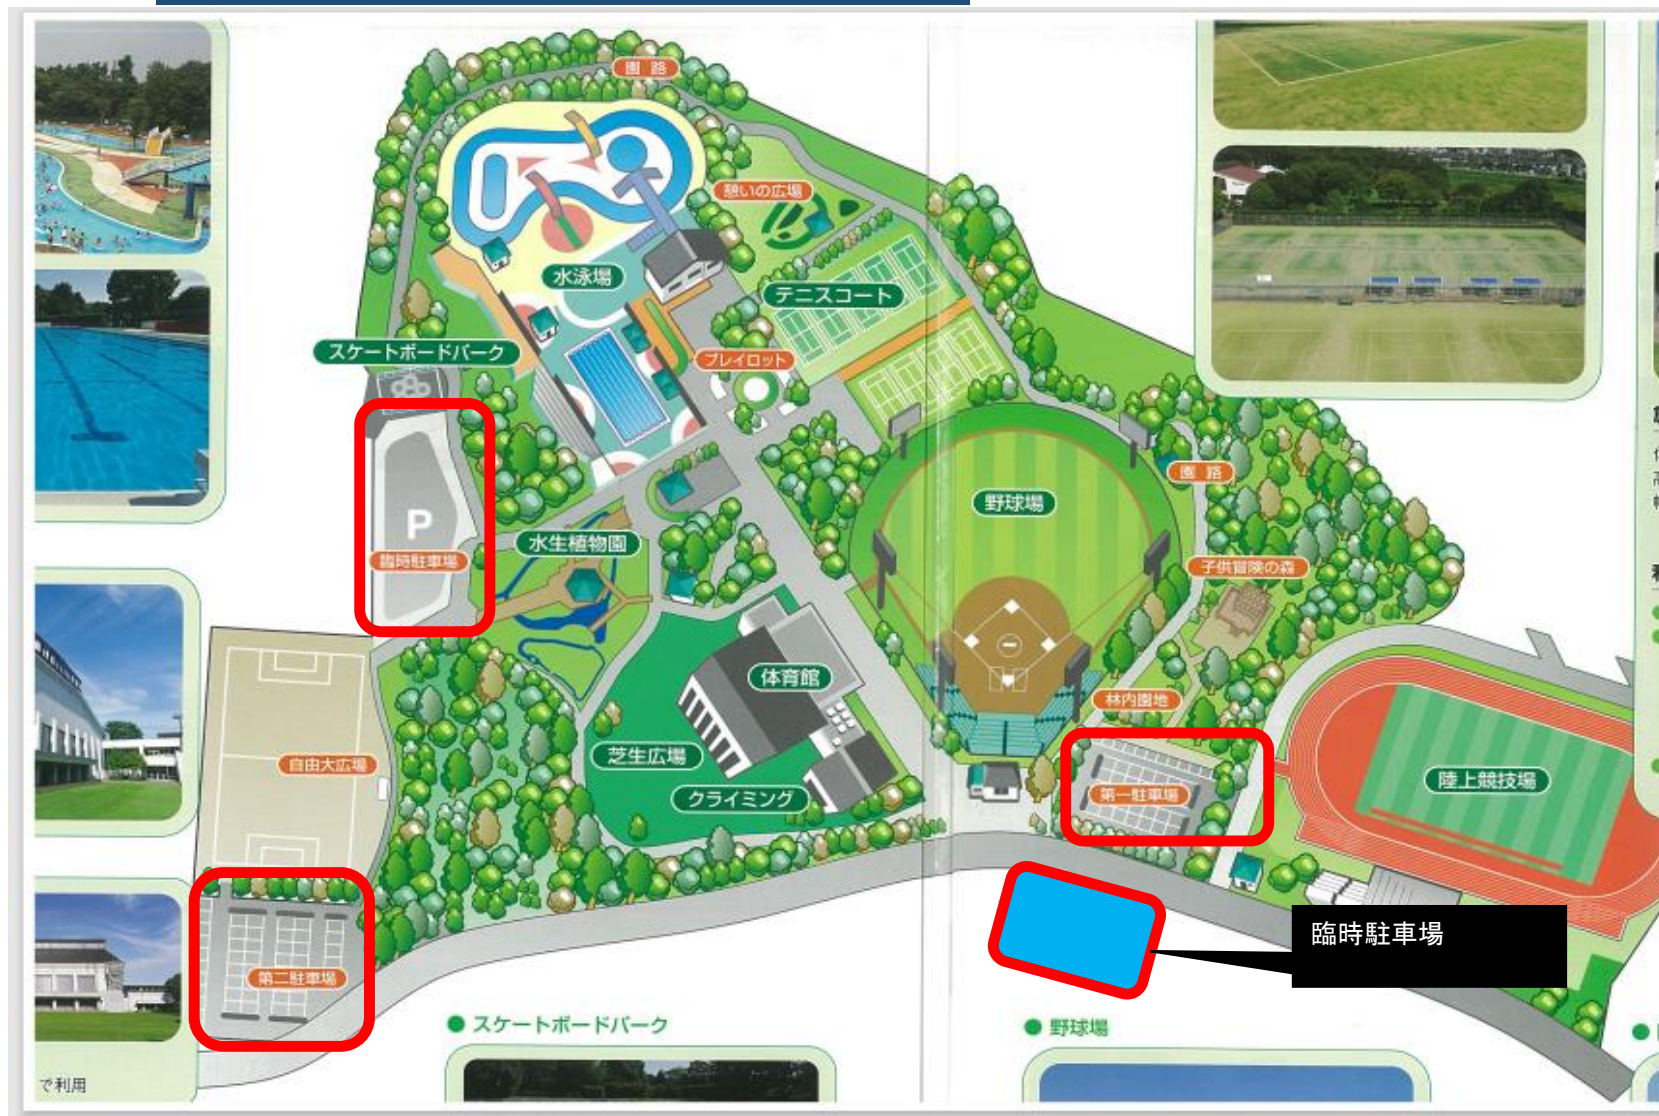 園路
憩いの広場
水泳場
テニスコート
スケートボードパーク
プレイロット
園路
野球場
P
臨時駐車場
水生植物園
子供冒険の森
体育館
林内園地
芝生広場
自由大広場
陸上競技場
クライミング
第一駐車場
臨時駐車場
第二駐車場
● スケートボードパーク
● 野球場
で利用